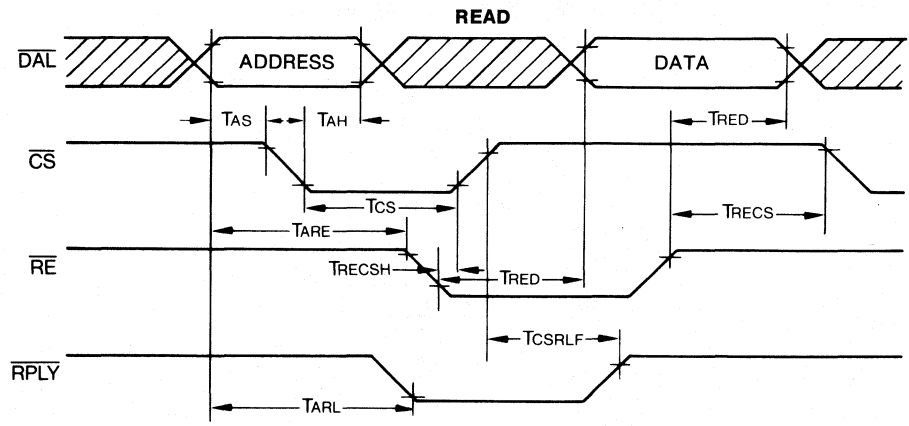 READ
DAL
ADDRESS
DATA
TAS
TAH
TRED
CS
TCS
TRECS
TARE
RE
TRECSH
TRED
TCSRLF
RPLY
TARL